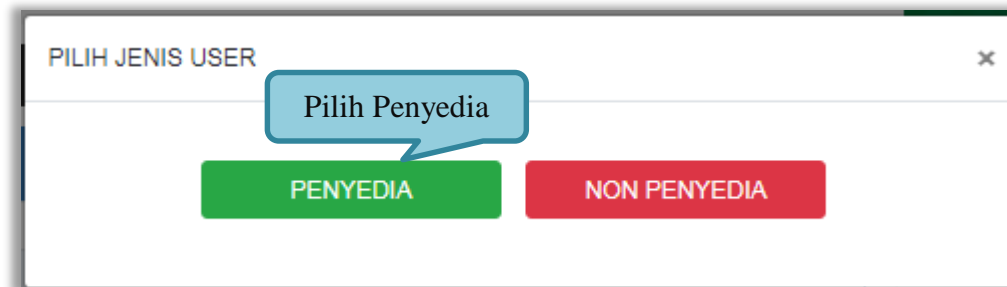 PILIH JENIS USER ×
Pilih Penyedia
PENYEDIA NON PENYEDIA